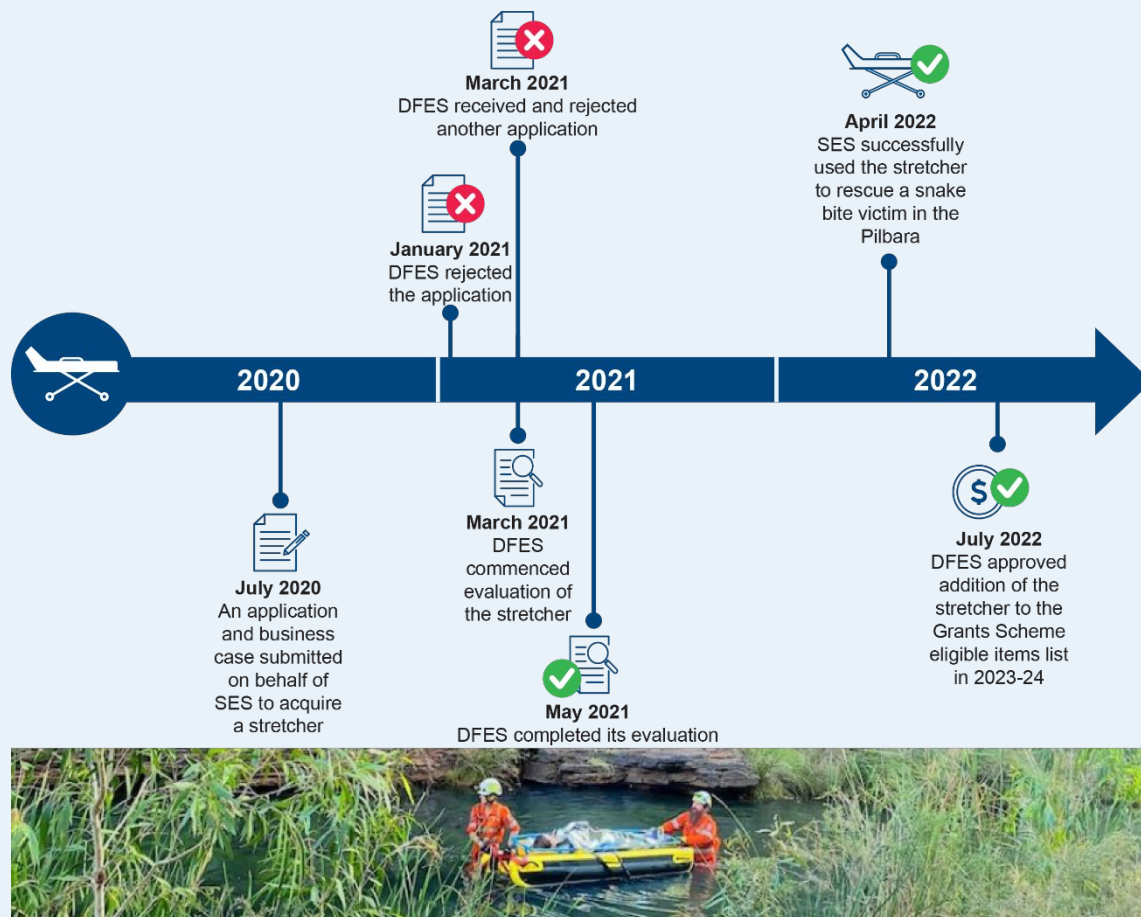 March 2021
DFES received and rejected
another application
April 2022
SES successfully
used the stretcher
to rescue a snake
bite victim in the
Pilbara
January 2021
DFES rejected
the application
2020
2021
2022
July 2020
An application
and business
case submitted
on behalf of
SES to acquire
a stretcher
March 2021
DFES
commenced
evaluation of
the stretcher
May 2021
DFES completed its evaluation
$
July 2022
DFES approved
addition of the
stretcher to the
Grants Scheme
eligible items list
in 2023-24